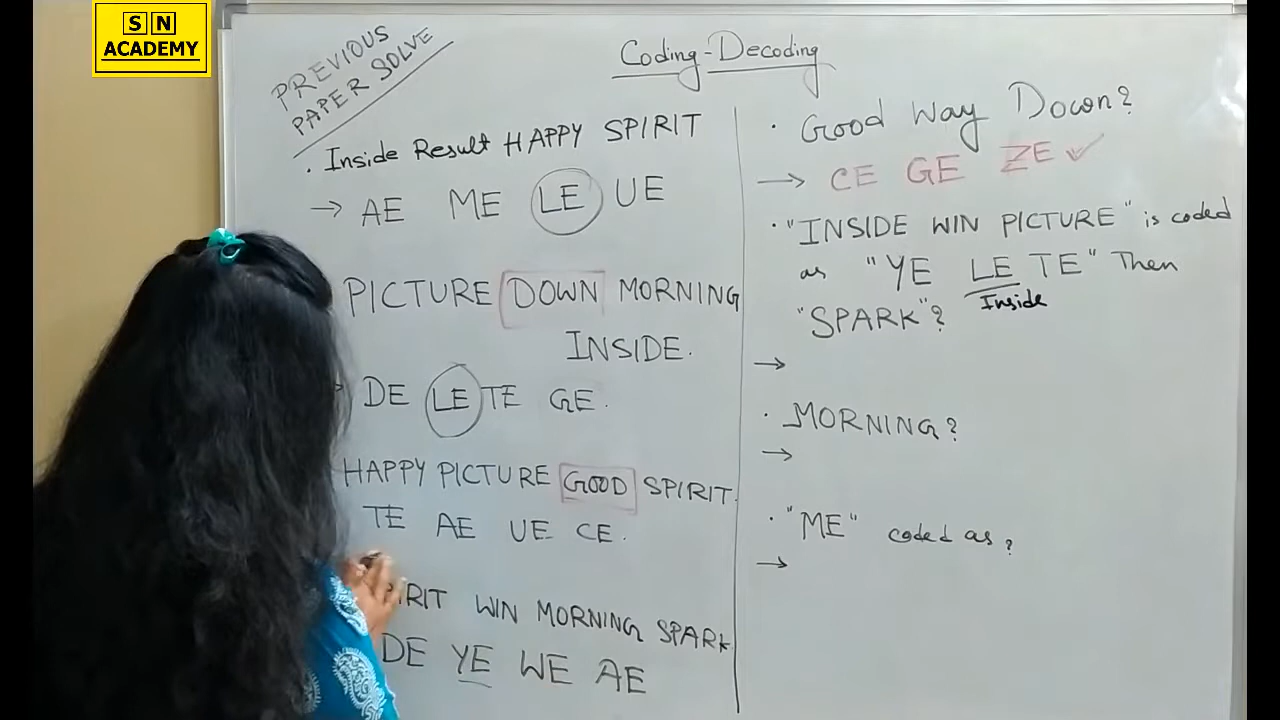 S N
ACADEMY
PREVIOUS
PAPER SOLVE
Coding-Decoding
. Inside Result HAPPY SPIRIT
→ AE ME LE UE
PICTURE DOWN MORNING
INSIDE.
DE LE TE GE.
HAPPY PICTURE GOOD SPIRIT.
TE AE UE CE.
WIN MORNING SPARK
DE YE WE AE
. Good Way Down?
→ CE GE ZE ✓
. "INSIDE WIN PICTURE" is coded
as "YE LE TE" Then
Inside
"SPARK"?
→
. MORNING?
→
. "ME" coded as?
→